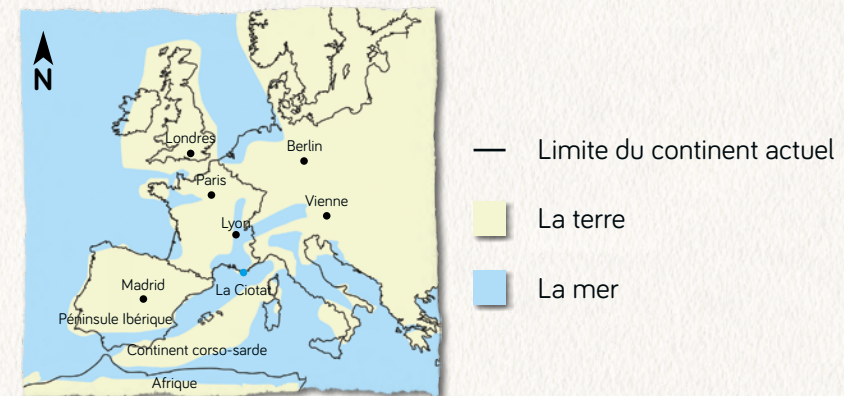 N
Londres
Berlin
Paris
Vienne
Lyon
La Ciotat
Madrid
Péninsule Ibérique
Continent corso-sarde
Afrique
Limite du continent actuel
La terre
La mer